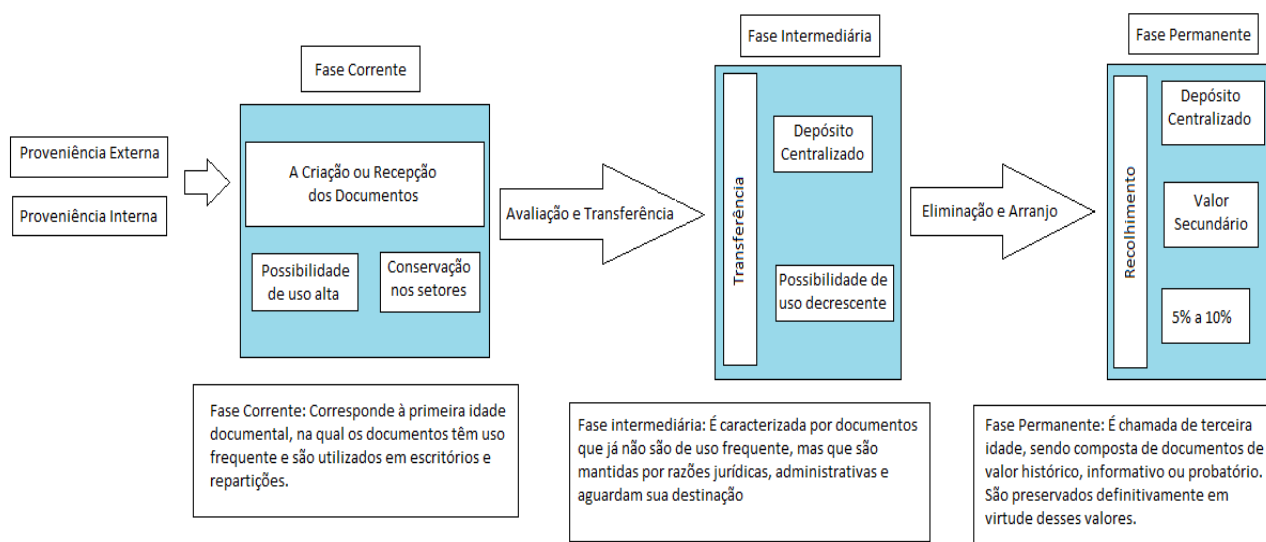 Proveniência Externa
Proveniência Interna
Fase Corrente
A Criação ou Recepção
dos Documentos
Possibilidade
de uso alta
Conservação
nos setores
Fase Corrente: Corresponde à primeira idade
documental, na qual os documentos têm uso
frequente e são utilizados em escritórios e
repartições.
Avaliação e Transferência
Fase Intermediária
Transferência
Depósito
Centralizado
Possibilidade de
uso decrescente
Fase intermediária: É caracterizada por documentos
que já não são de uso frequente, mas que são
mantidas por razões jurídicas, administrativas e
aguardam sua destinação
Eliminação e Arranjo
Fase Permanente
Recolhimento
Depósito
Centralizado
Valor
Secundário
5% a 10%
Fase Permanente: É chamada de terceira
idade, sendo composta de documentos de
valor histórico, informativo ou probatório.
São preservados definitivamente em
virtude desses valores.